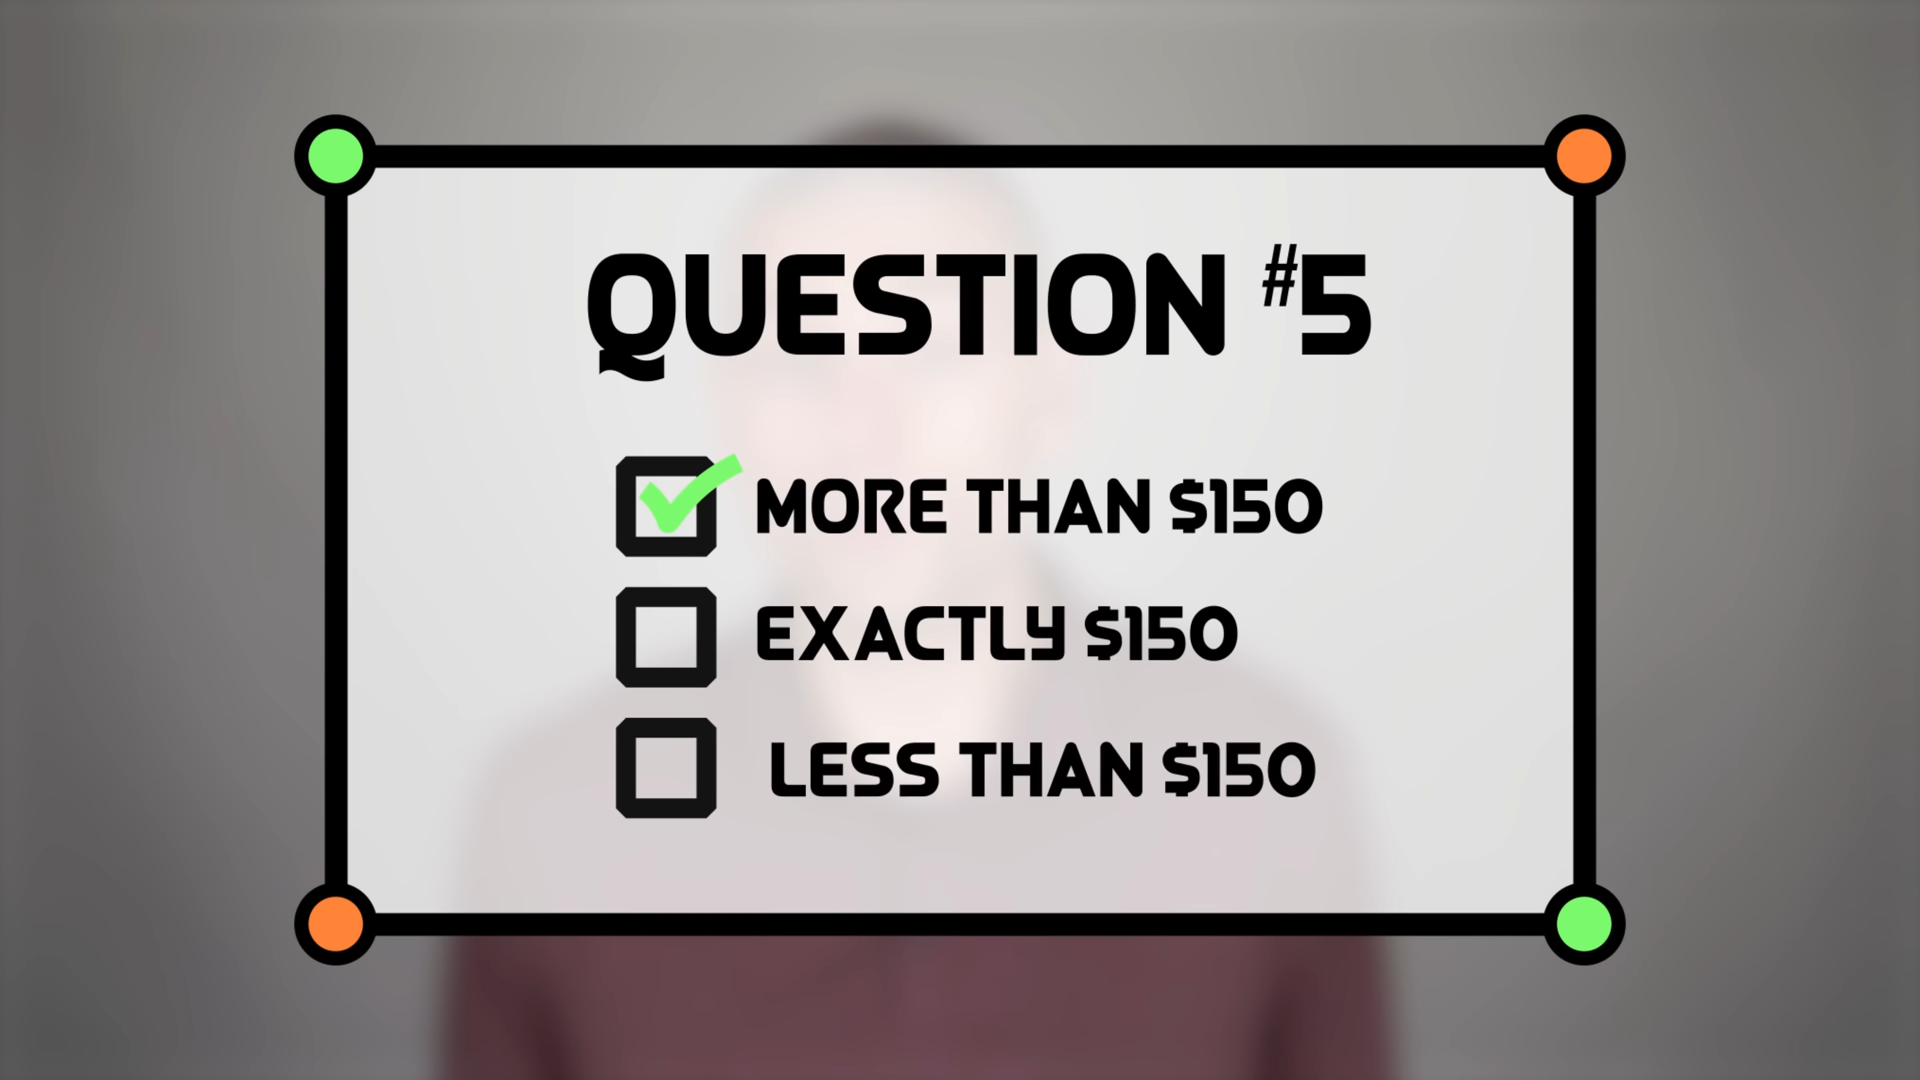 QUESTION #5
MORE THAN $150
EXACTLY $150
LESS THAN $150